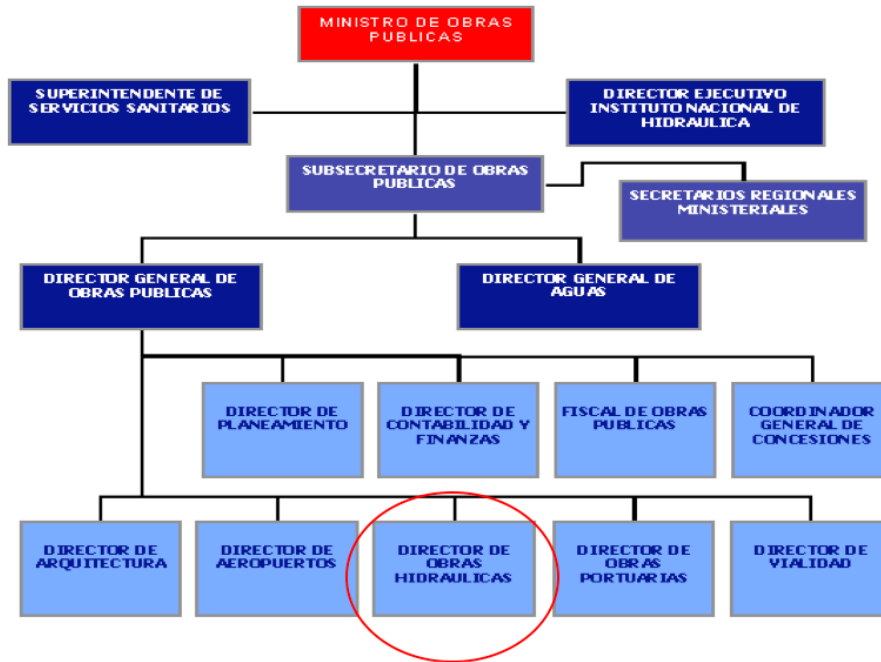 MINISTRO DE OBRAS
PUBLICAS
SUPERINTENDENTE DE
SERVICIOS SANITARIOS
DIRECTOR EJECUTIVO
INSTITUTO NACIONAL DE
HIDRAULICA
SUBSECRETARIO DE OBRAS
PUBLICAS
SECRETARIOS REGIONALES
MINISTERIALES
DIRECTOR GENERAL DE
OBRAS PUBLICAS
DIRECTOR GENERAL DE
AGUAS
DIRECTOR DE
PLANEAMIENTO
DIRECTOR DE
CONTABILIDAD Y
FINANZAS
FISCAL DE OBRAS
PUBLICAS
COORDINADOR
GENERAL DE
CONCESIONES
DIRECTOR DE
ARQUITECTURA
DIRECTOR DE
AEROPUERTOS
DIRECTOR DE
OBRAS
HIDRAULICAS
DIRECTOR DE
OBRAS
PORTUARIAS
DIRECTOR DE
VIALIDAD